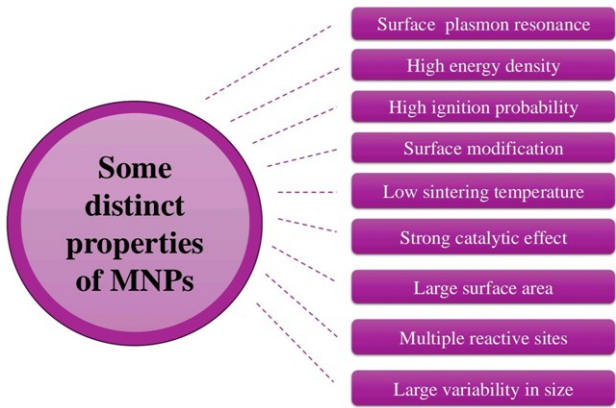 Some
distinct
properties
of MNPs
Surface plasmon resonance
High energy density
High ignition probability
Surface modification
Low sintering temperature
Strong catalytic effect
Large surface area
Multiple reactive sites
Large variability in size